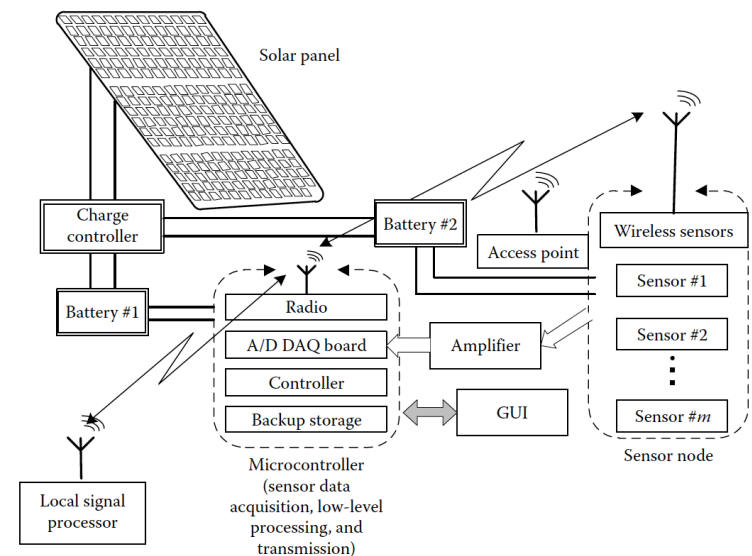 Solar panel
Charge
controller
Battery #2
Access point
Wireless sensors
Battery #1
Radio
Sensor #1
A/D DAQ board
Amplifier
Sensor #2
Controller
Backup storage
GUI
Sensor #m
Sensor node
Microcontroller
(sensor data
acquisition, low-level
processing, and
transmission)
Local signal
processor